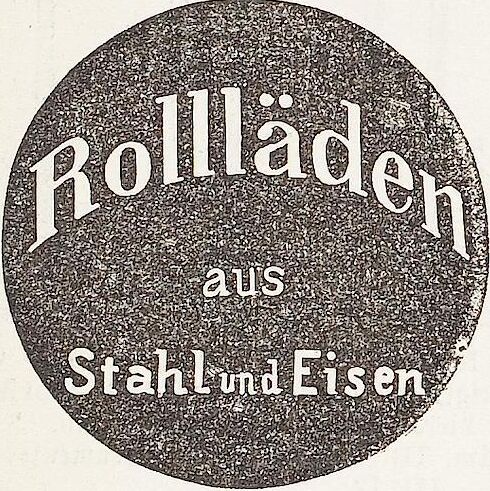 Rollläden
aus
Stahl und Eisen